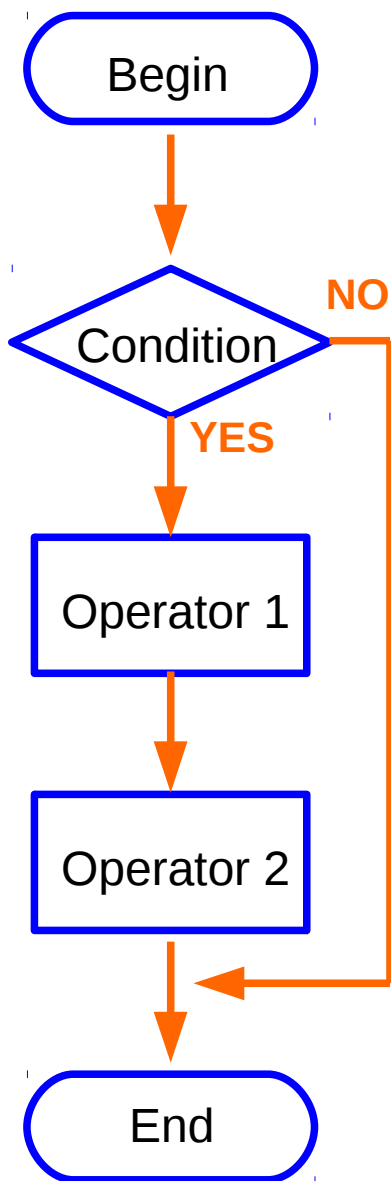 Begin
NO
Condition
YES
Operator 1
Operator 2
End